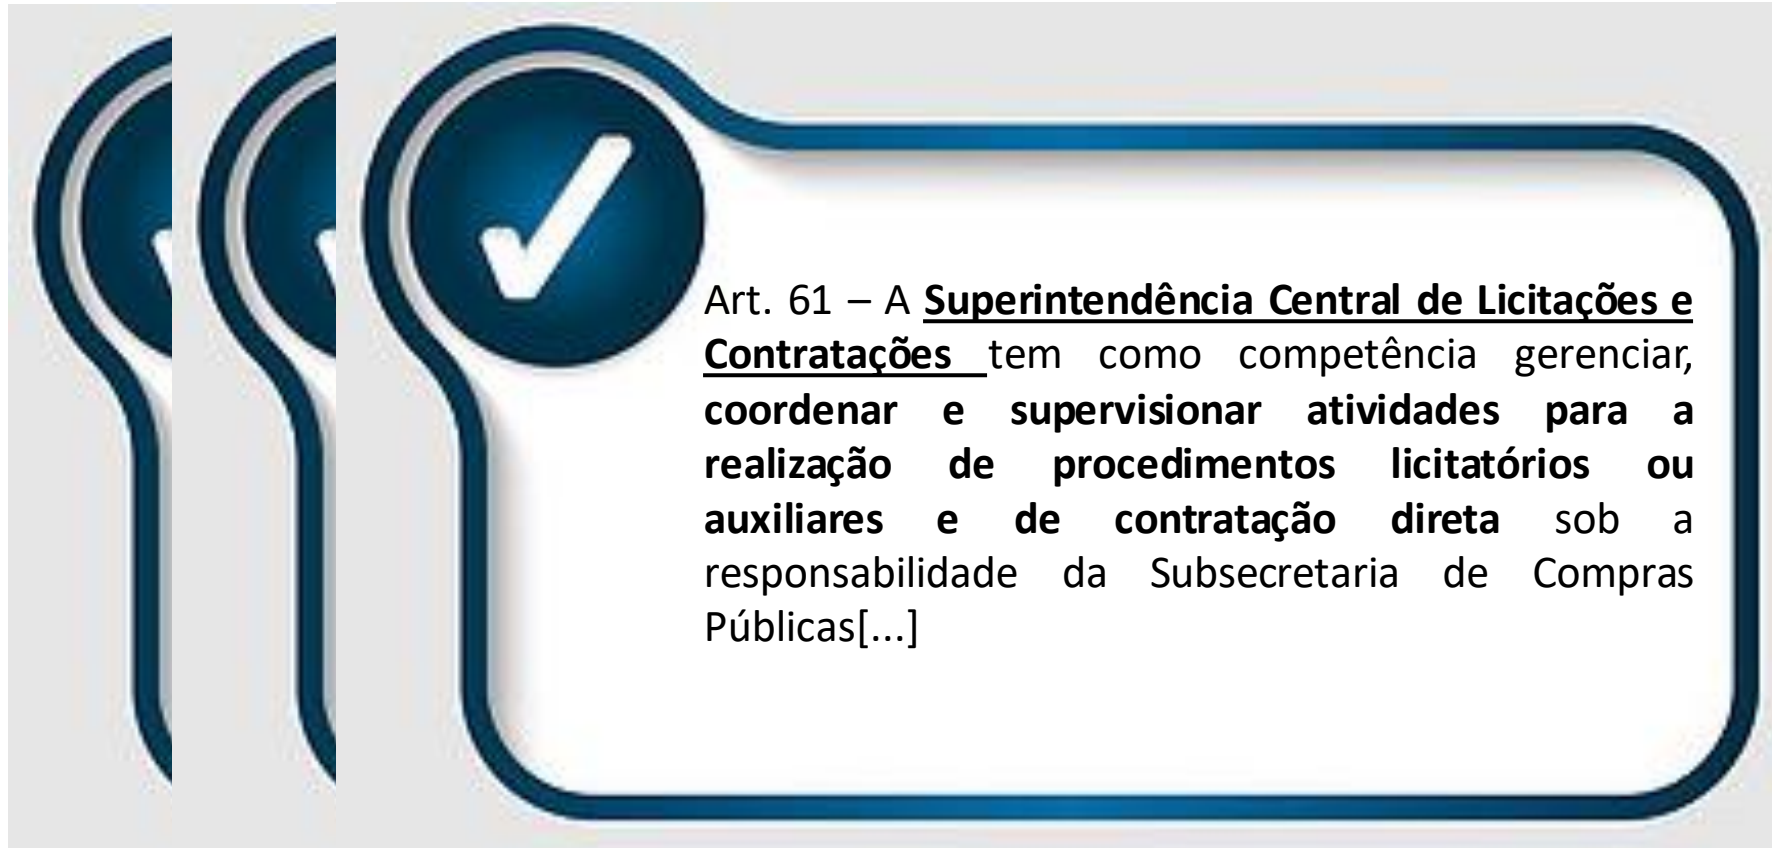 Art. 61 – A Superintendência Central de Licitações e
Contratações tem como competência gerenciar,
coordenar e supervisionar atividades para a
realização de procedimentos licitatórios ou
auxiliares e de contratação direta sob a
responsabilidade da Subsecretaria de Compras
Públicas[...]